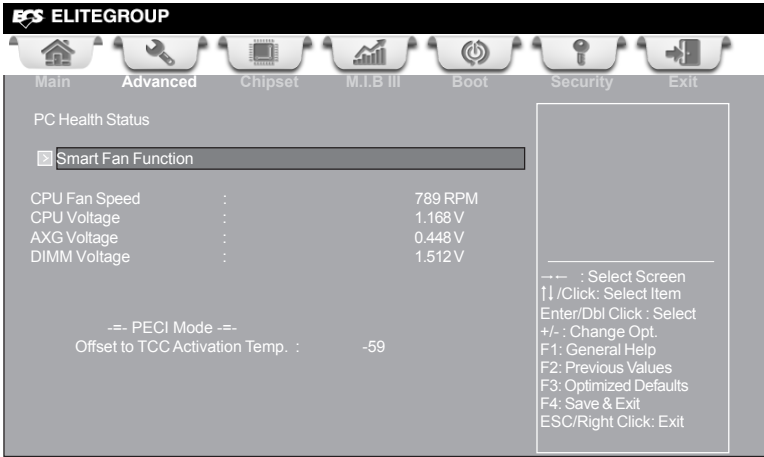 ECS ELITEGROUP
Main Advanced Chipset M.I.B III Boot Security Exit
PC Health Status
> Smart Fan Function
CPU Fan Speed : 789 RPM
CPU Voltage : 1.168 V
AXG Voltage : 0.448 V
DIMM Voltage : 1.512 V
-=- PECI Mode -=-
Offset to TCC Activation Temp. : -59
→← : Select Screen
↑↓/Click: Select Item
Enter/Dbl Click : Select
+/- : Change Opt.
F1: General Help
F2: Previous Values
F3: Optimized Defaults
F4: Save & Exit
ESC/Right Click: Exit